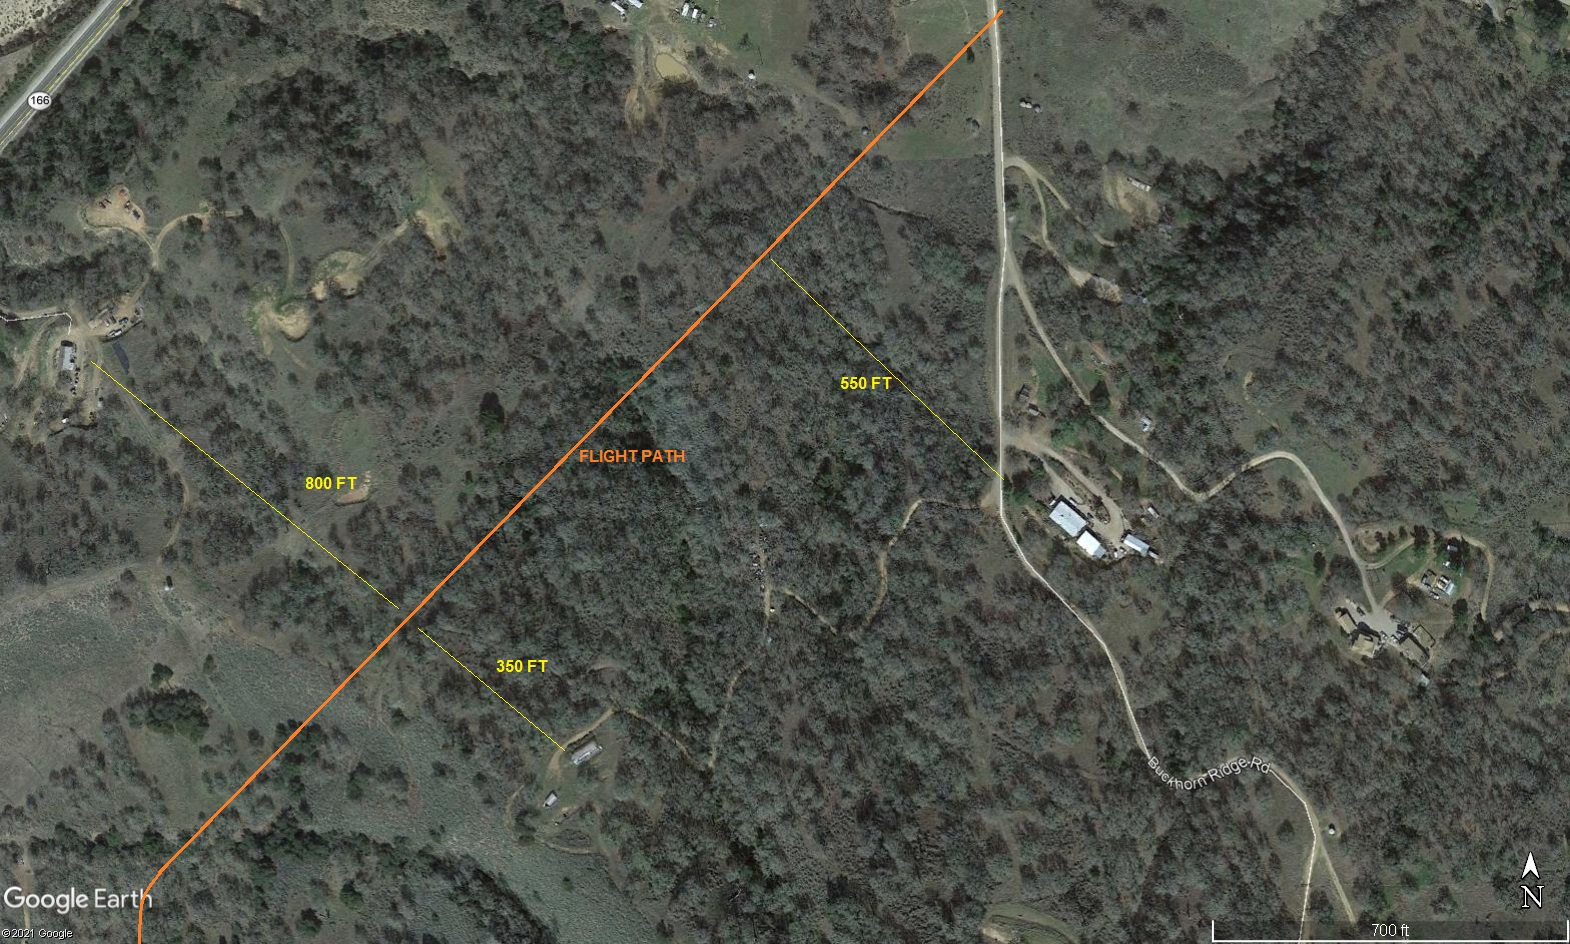 166
550 FT
FLIGHT PATH
800 FT
350 FT
Buckhorn Ridge Rd
Google Earth
N
©2021 Google
700 ft